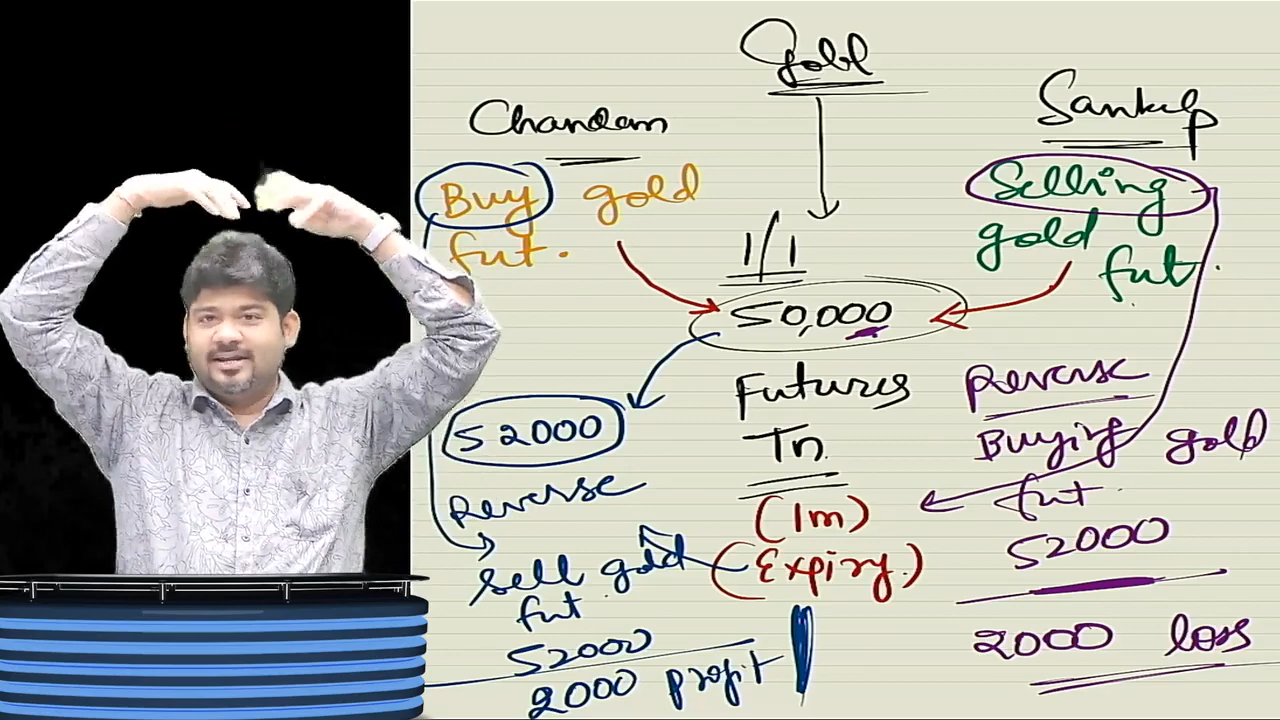 Gold
Chandan
Buy gold
fut.
Sankalp
Selling
gold
fut.
1/1
50,000
Futures
Tn
(1m)
(Expiry)
52000
Reverse
Sell gold
fut
52000
2000 profit
Reverse
Buying gold
fut.
52000
2000 loss